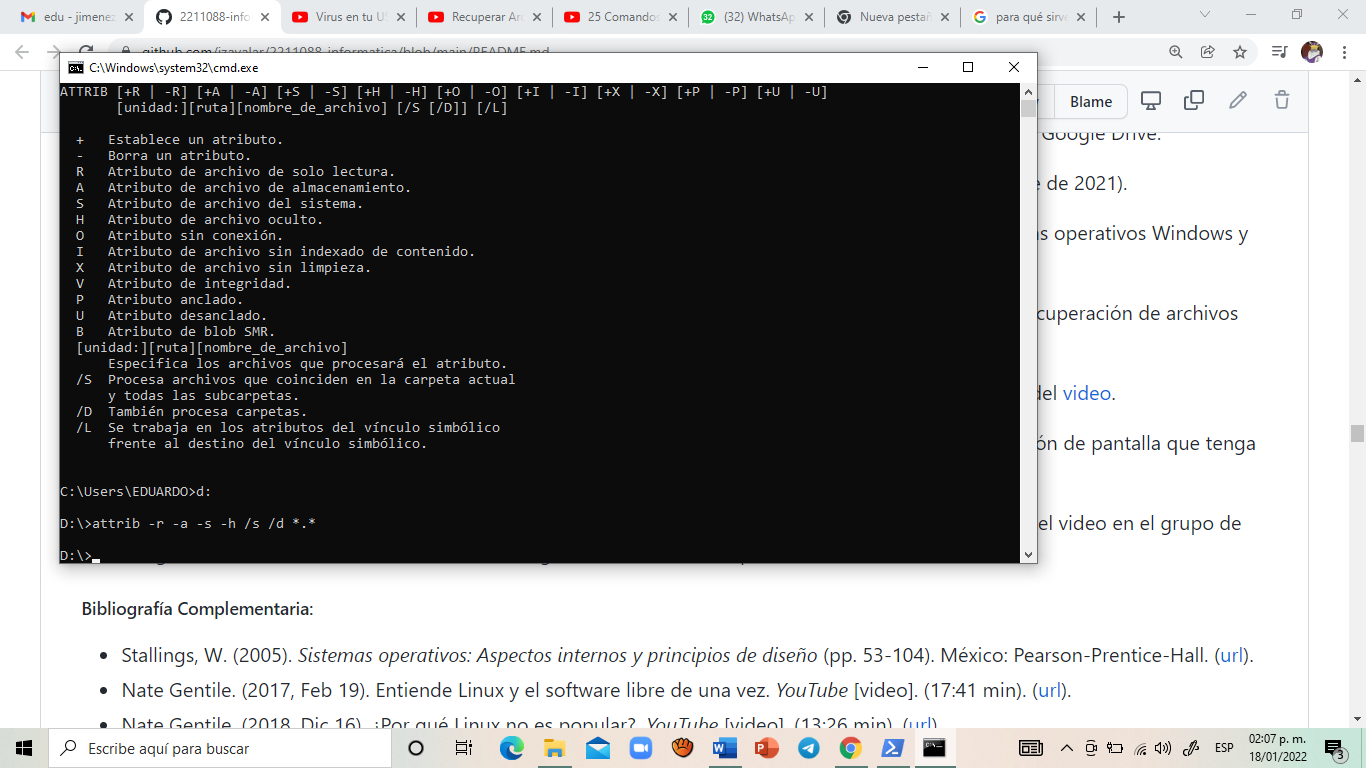 edu - jimenez
2211088-info
Virus en tu US
Recuperar Arc
25 Comandos
(32) WhatsAp
Nueva pestañ
para qué sirve
github.com/izavalar/2211088-informatica/blob/main/README.md
C:\Windows\system32\cmd.exe
ATTRIB [+R | -R] [+A | -A] [+S | -S] [+H | -H] [+O | -O] [+I | -I] [+X | -X] [+P | -P] [+U | -U]
[unidad:][ruta][nombre_de_archivo] [/S [/D]] [/L]
+ Establece un atributo.
- Borra un atributo.
R Atributo de archivo de solo lectura.
A Atributo de archivo de almacenamiento.
S Atributo de archivo del sistema.
H Atributo de archivo oculto.
O Atributo sin conexión.
I Atributo de archivo sin indexado de contenido.
X Atributo de archivo sin limpieza.
V Atributo de integridad.
P Atributo anclado.
U Atributo desanclado.
B Atributo de blob SMR.
[unidad:][ruta][nombre_de_archivo]
Especifica los archivos que procesará el atributo.
/S Procesa archivos que coinciden en la carpeta actual
y todas las subcarpetas.
/D También procesa carpetas.
/L Se trabaja en los atributos del vínculo simbólico
frente al destino del vínculo simbólico.
C:\Users\EDUARDO>d:
D:\>attrib -r -a -s -h /s /d *.*
D:\>
Blame
Google Drive.
e de 2021).
s operativos Windows y
cuperación de archivos
del video.
ón de pantalla que tenga
el video en el grupo de
Bibliografía Complementaria:
• Stallings, W. (2005). Sistemas operativos: Aspectos internos y principios de diseño (pp. 53-104). México: Pearson-Prentice-Hall. (url).
• Nate Gentile. (2017, Feb 19). Entiende Linux y el software libre de una vez. YouTube [video]. (17:41 min). (url).
• Nate Gentile. (2018, Dic 16). ¿Por qué Linux no es popular?. YouTube [video]. (13:26 min). (url).
Escribe aquí para buscar
ESP
02:07 p. m.
18/01/2022
3